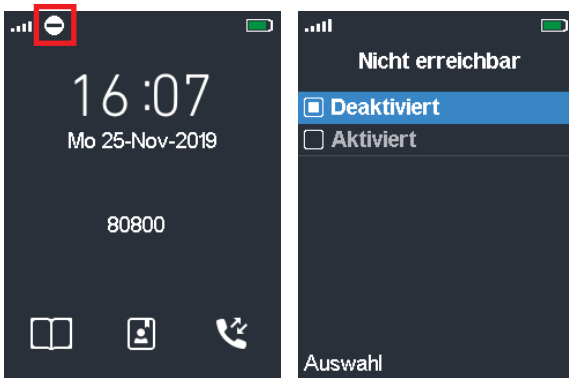 16:07
Mo 25-Nov-2019
80800
Nicht erreichbar
Deaktiviert
Aktiviert
Auswahl